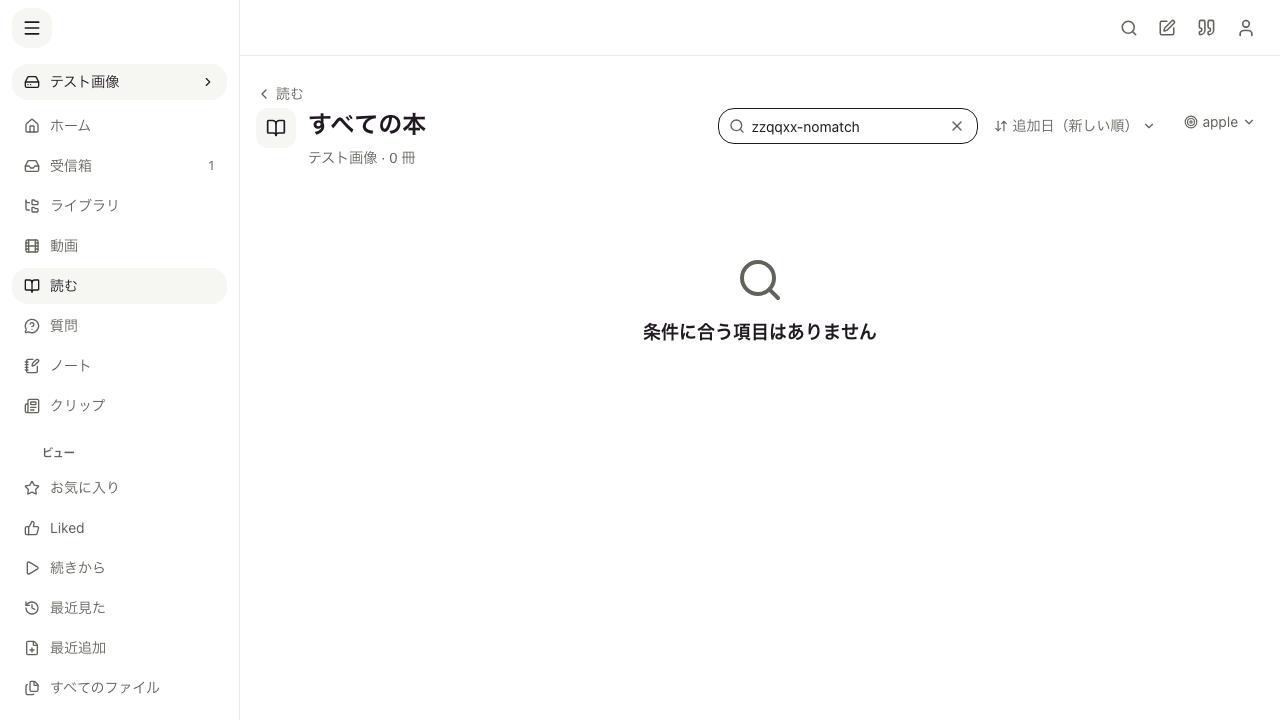 テスト画像
ホーム
受信箱 1
ライブラリ
動画
読む
質問
ノート
クリップ
ビュー
お気に入り
Liked
続きから
最近見た
最近追加
すべてのファイル
読む
すべての本
テスト画像 · 0 冊
zzqqxx-nomatch
追加日（新しい順）
apple
条件に合う項目はありません